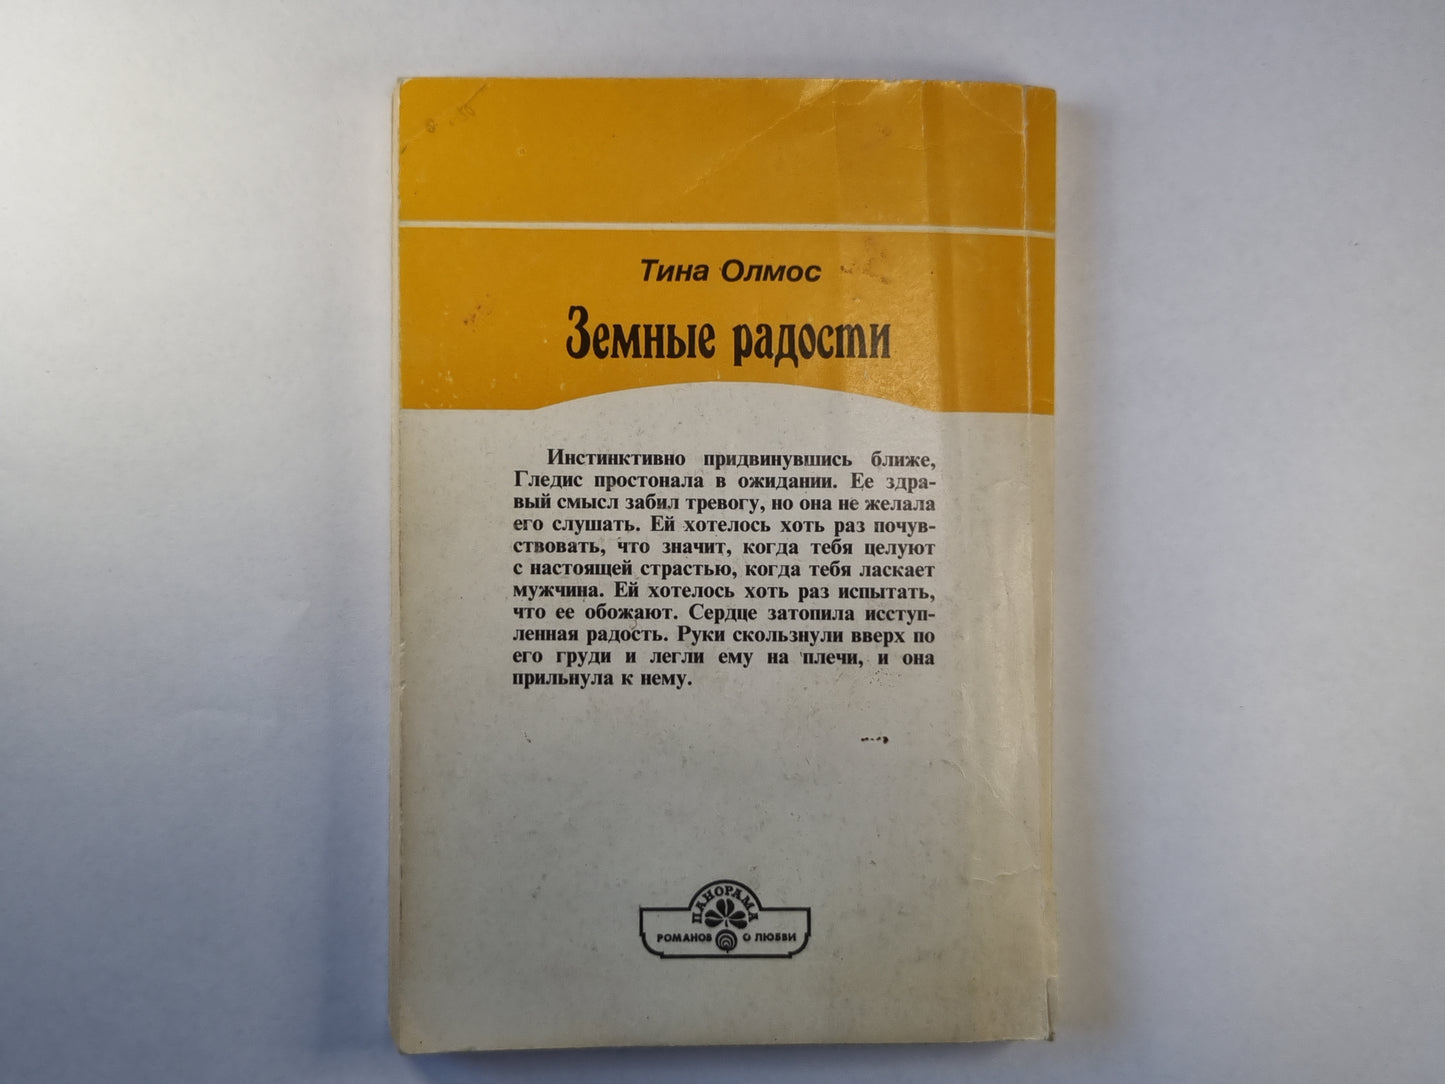 Тина Олмос
Земные радости
Инстинктивно придвинувшись ближе,
Гледис простонала в ожидании. Ее здра-
вый смысл забил тревогу, но она не желала
его слушать. Ей хотелось хоть раз почув-
ствовать, что значит, когда тебя целуют
с настоящей страстью, когда тебя ласкает
мужчина. Ей хотелось хоть раз испытать,
что ее обожают. Сердце затопила исступ-
ленная радость. Руки скользнули вверх по
его груди и легли ему на плечи, и она
прильнула к нему.
ПАНОРАМА
РОМАНОВ О ЛЮБВИ